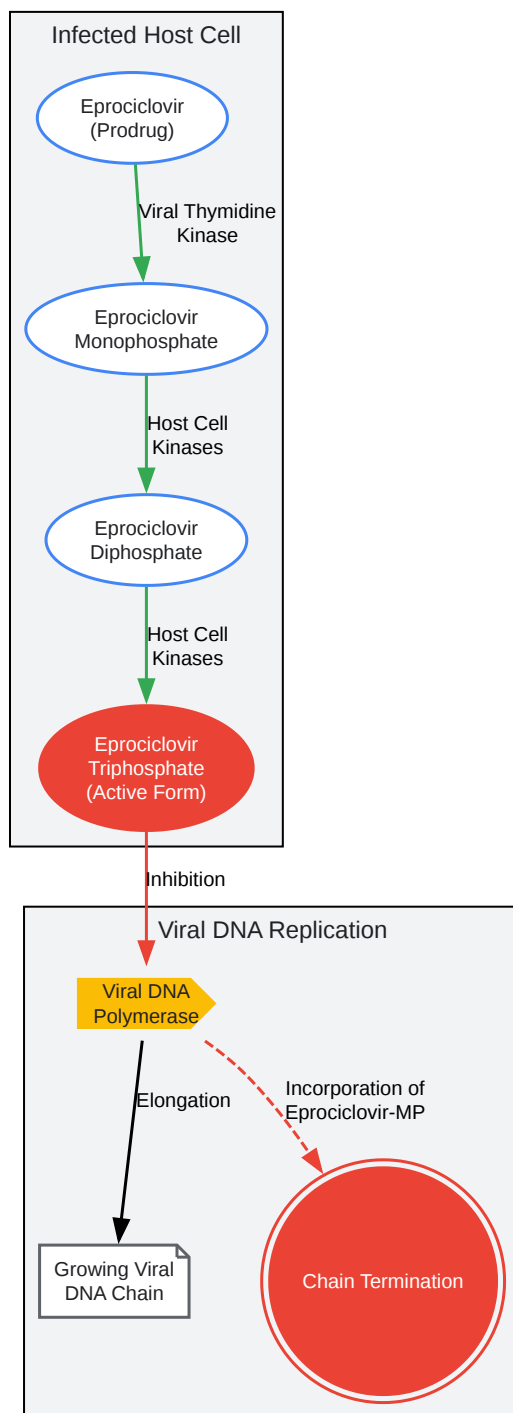 Infected Host Cell
Eprociclovir
(Prodrug)
Viral Thymidine
Kinase
Eprociclovir
Monophosphate
Host Cell
Kinases
Eprociclovir
Diphosphate
Host Cell
Kinases
Eprociclovir
Triphosphate
(Active Form)
Inhibition
Viral DNA Replication
Viral DNA
Polymerase
Elongation
Incorporation of
Eprociclovir-MP
Growing Viral
DNA Chain
Chain Termination